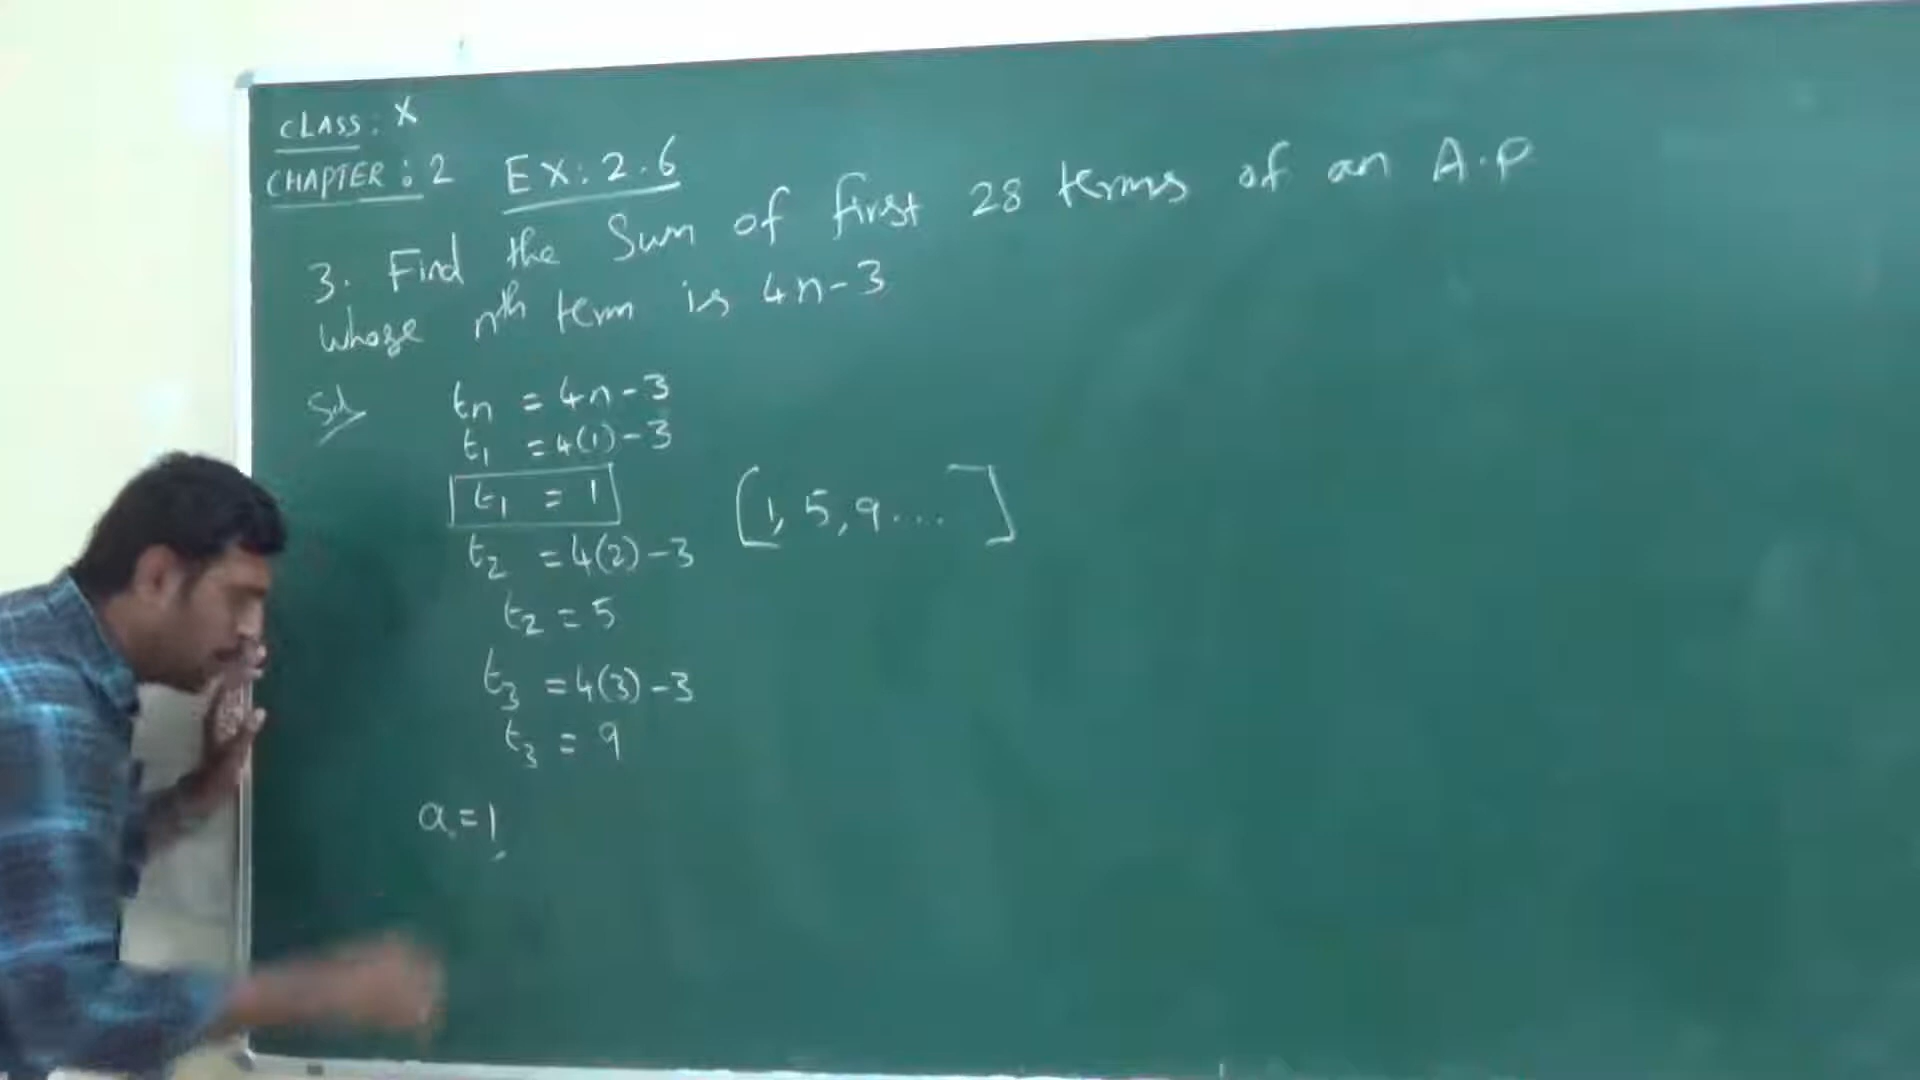 CLASS: X
CHAPTER: 2 EX: 2.6
3. Find the Sum of first 28 terms of an A.P
whose nth term is 4n-3
Sol
tn = 4n-3
t1 = 4(1)-3
t1 = 1
[1, 5, 9....]
t2 = 4(2)-3
t2 = 5
t3 = 4(3)-3
t3 = 9
a=1,